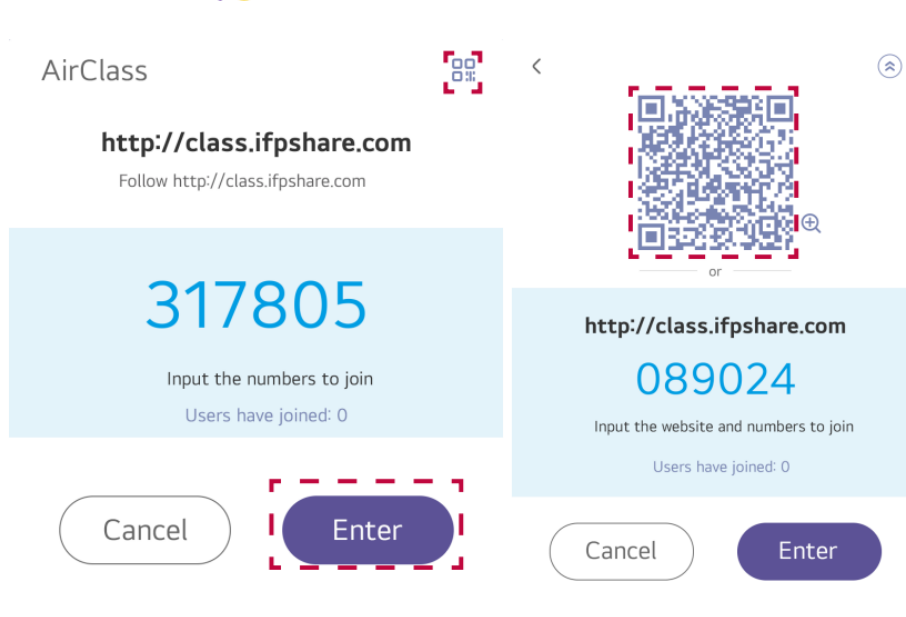 AirClass
http://class.ifpshare.com
Follow http://class.ifpshare.com
317805
Input the numbers to join
Users have joined: 0
Cancel
Enter
or
http://class.ifpshare.com
089024
Input the website and numbers to join
Users have joined: 0
Cancel
Enter